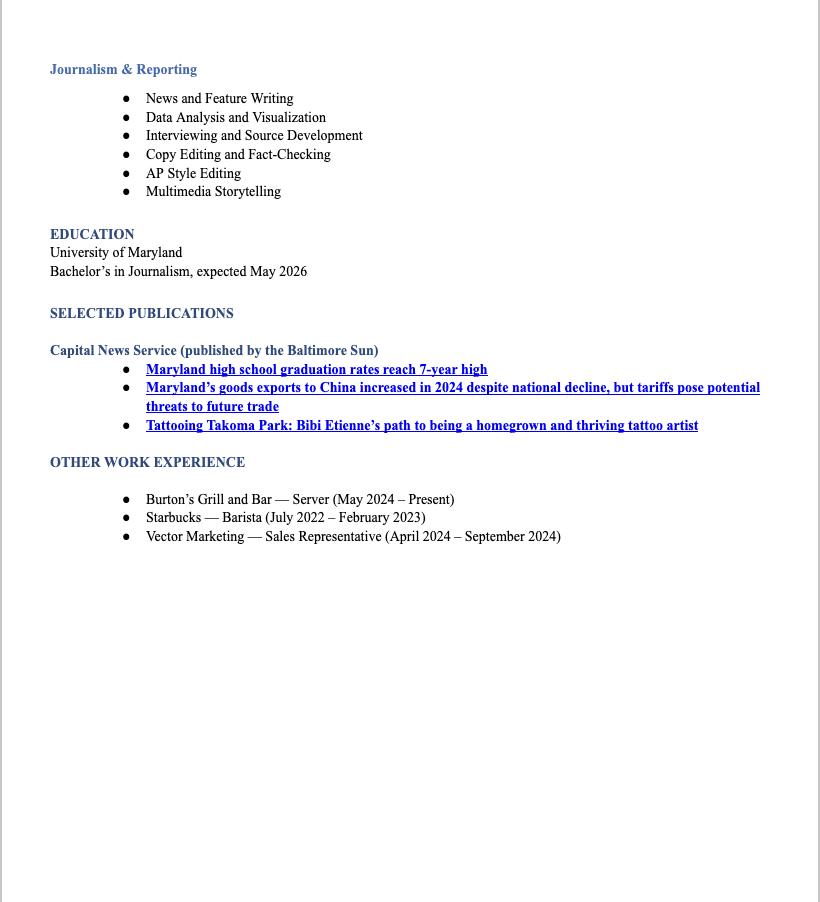 Journalism & Reporting
● News and Feature Writing
● Data Analysis and Visualization
● Interviewing and Source Development
● Copy Editing and Fact-Checking
● AP Style Editing
● Multimedia Storytelling
EDUCATION
University of Maryland
Bachelor’s in Journalism, expected May 2026
SELECTED PUBLICATIONS
Capital News Service (published by the Baltimore Sun)
● Maryland high school graduation rates reach 7-year high
● Maryland’s goods exports to China increased in 2024 despite national decline, but tariffs pose potential
threats to future trade
● Tattooing Takoma Park: Bibi Etienne’s path to being a homegrown and thriving tattoo artist
OTHER WORK EXPERIENCE
● Burton’s Grill and Bar — Server (May 2024 – Present)
● Starbucks — Barista (July 2022 – February 2023)
● Vector Marketing — Sales Representative (April 2024 – September 2024)